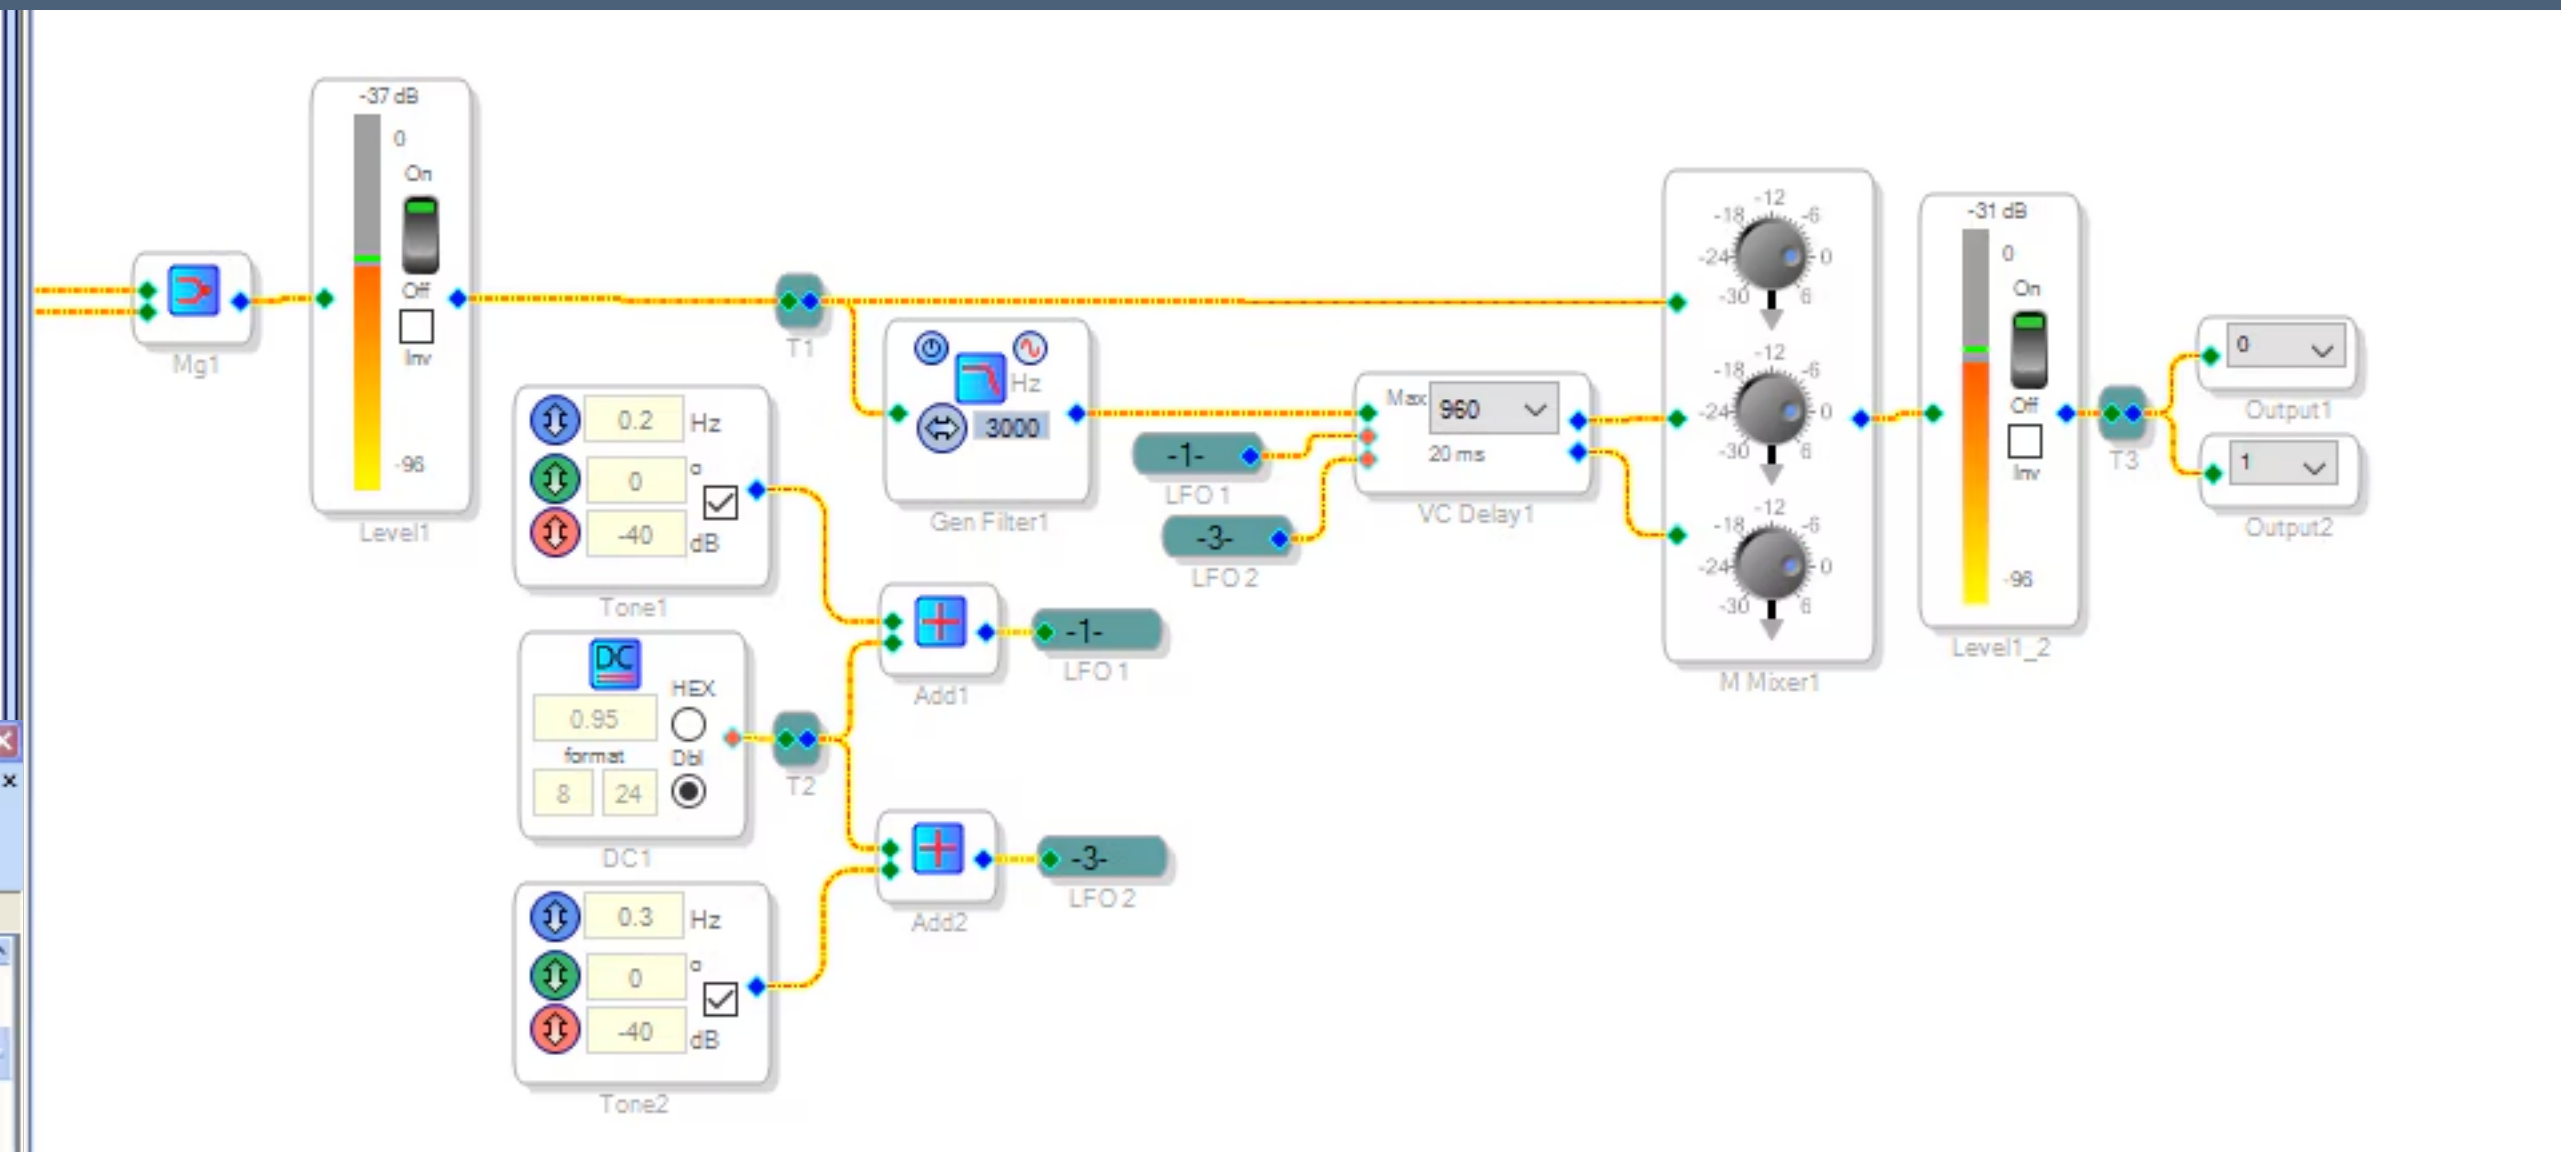 -37 dB
0
On
Off
Inv
-96
Level1
Mg1
T1
0.2 Hz
0 °
-40 dB
Tone1
DC
HEX
0.95
format
Dbl
8 24
DC1
T2
0.3 Hz
0 °
-40 dB
Tone2
Hz
3000
Gen Filter1
-1-
LFO 1
-3-
LFO 2
Add1
-1-
LFO 1
Add2
-3-
LFO 2
Max 960
20 ms
VC Delay1
-12
-18 -6
-24 0
-30 6
-12
-18 -6
-24 0
-30 6
-12
-18 -6
-24 0
-30 6
M Mixer1
-31 dB
0
On
Off
Inv
-96
Level1_2
T3
0
Output1
1
Output2